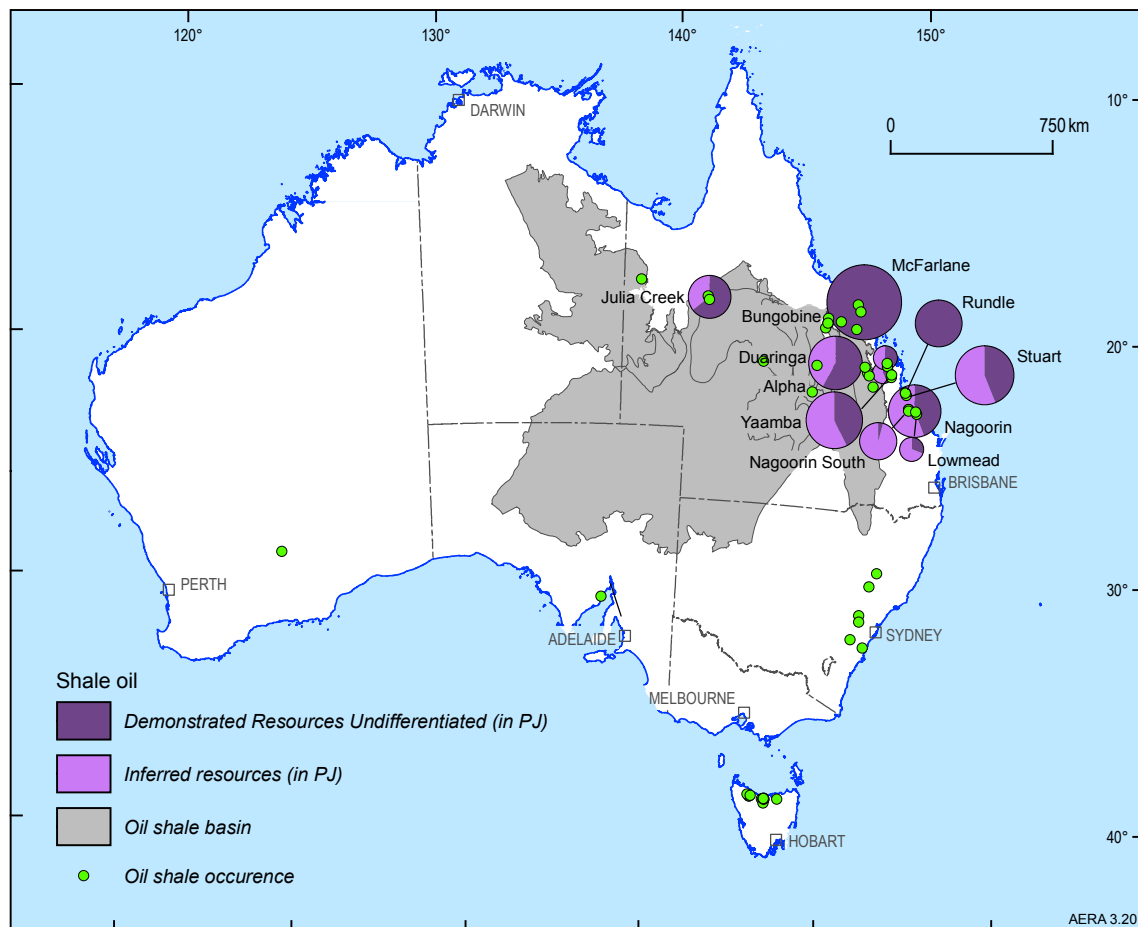 120°
130°
140°
150°
DARWIN
10°
0
750 km
McFarlane
Rundle
Julia Creek
Bungobine
Stuart
20°
Duaringa
Alpha
Yaamba
Nagoorin
Nagoorin South
Lowmead
BRISBANE
PERTH
30°
ADELAIDE
SYDNEY
Shale oil
MELBOURNE
Demonstrated Resources Undifferentiated (in PJ)
Inferred resources (in PJ)
Oil shale basin
HOBART
40°
Oil shale occurence
AERA 3.20